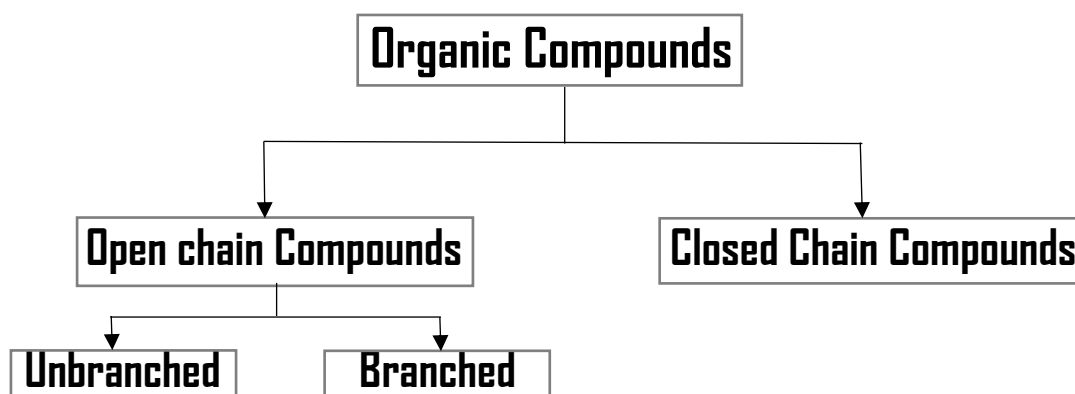 Organic Compounds
Open chain Compounds
Closed Chain Compounds
Unbranched
Branched